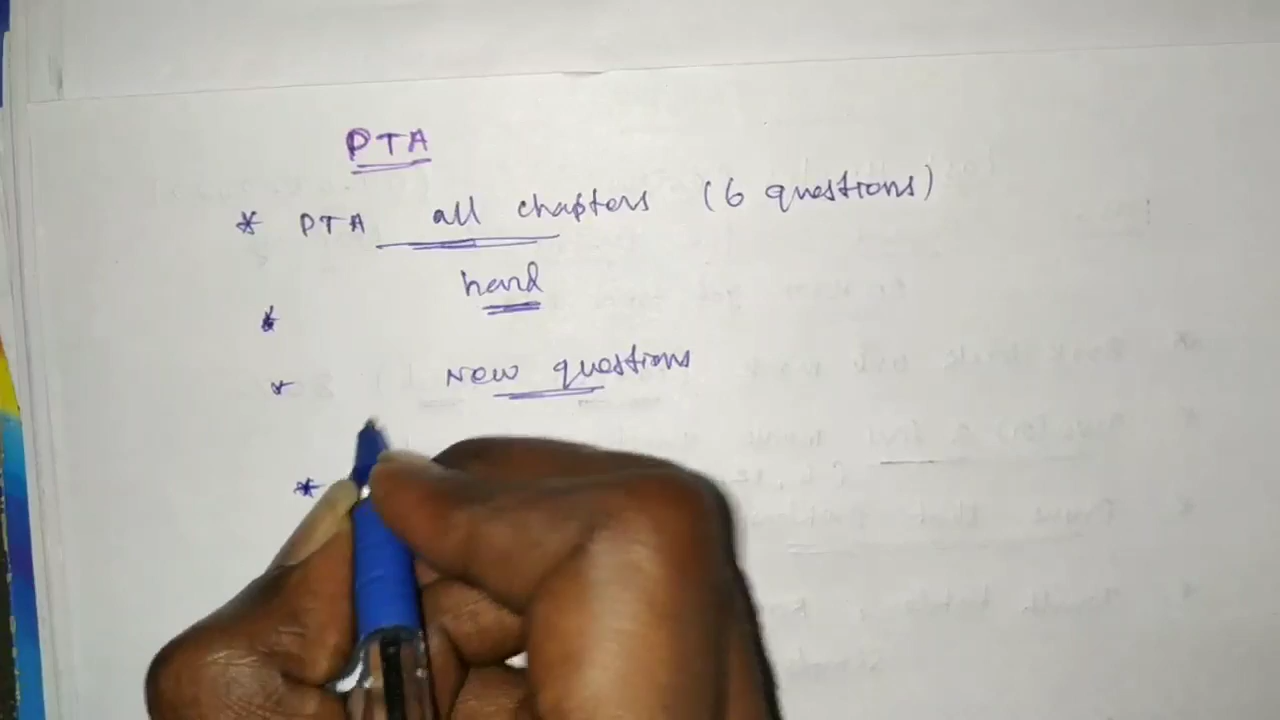 PTA
* PTA all chapters (6 questions)
hard
*
* New questions
*